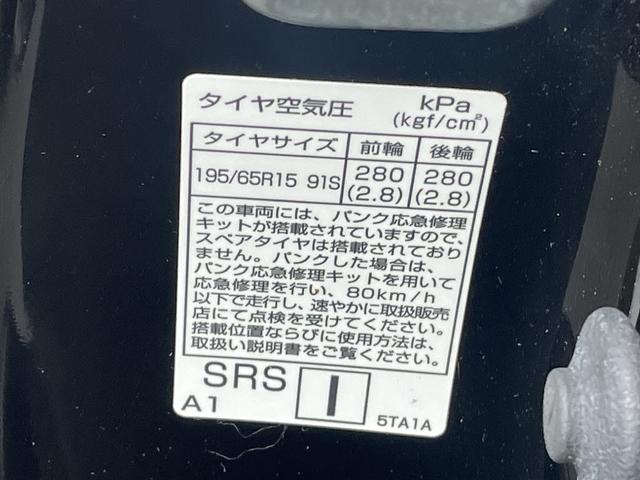 タイヤ空気圧 kPa
(kgf/cm²)
タイヤサイズ 前輪 後輪
195/65R15 91S 280 280
(2.8) (2.8)
この車両には、パンク応急修理
キットが搭載されていますので、
スペアタイヤは搭載されており
ません。パンクした場合は、
パンク応急修理キットを用いて
応急修理を行い、80km/h
以下で走行し、速やかに取扱販売
店にて点検を受けてください。
搭載位置ならびに使用方法は、
取扱い説明書をご覧ください。
SRS I
A1 5TA1A